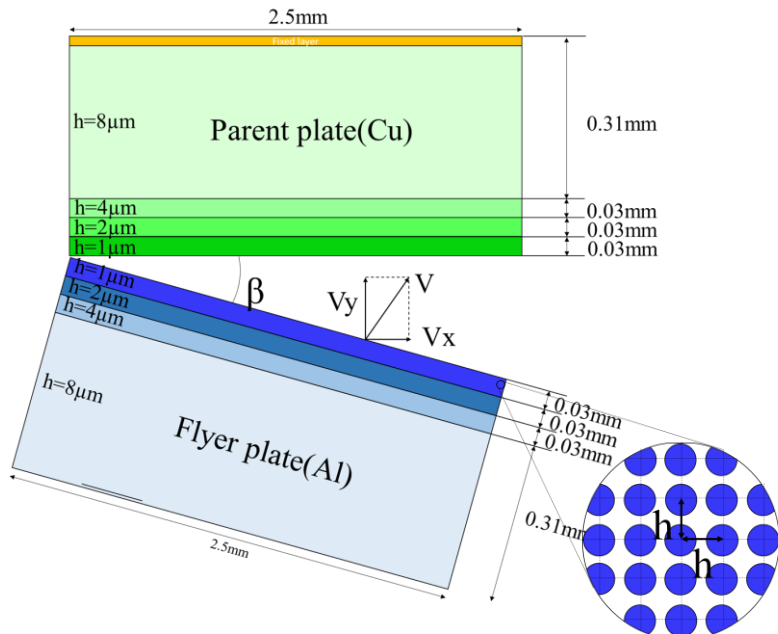 2.5mm
Fixed layer
h=8μm
Parent plate(Cu)
0.31mm
h=4μm
0.03mm
h=2μm
0.03mm
h=1μm
0.03mm
h=1μm
h=2μm
h=4μm
β
Vy
V
Vx
h=8μm
Flyer plate(Al)
0.03mm
0.03mm
0.03mm
0.31mm
2.5mm
h
h